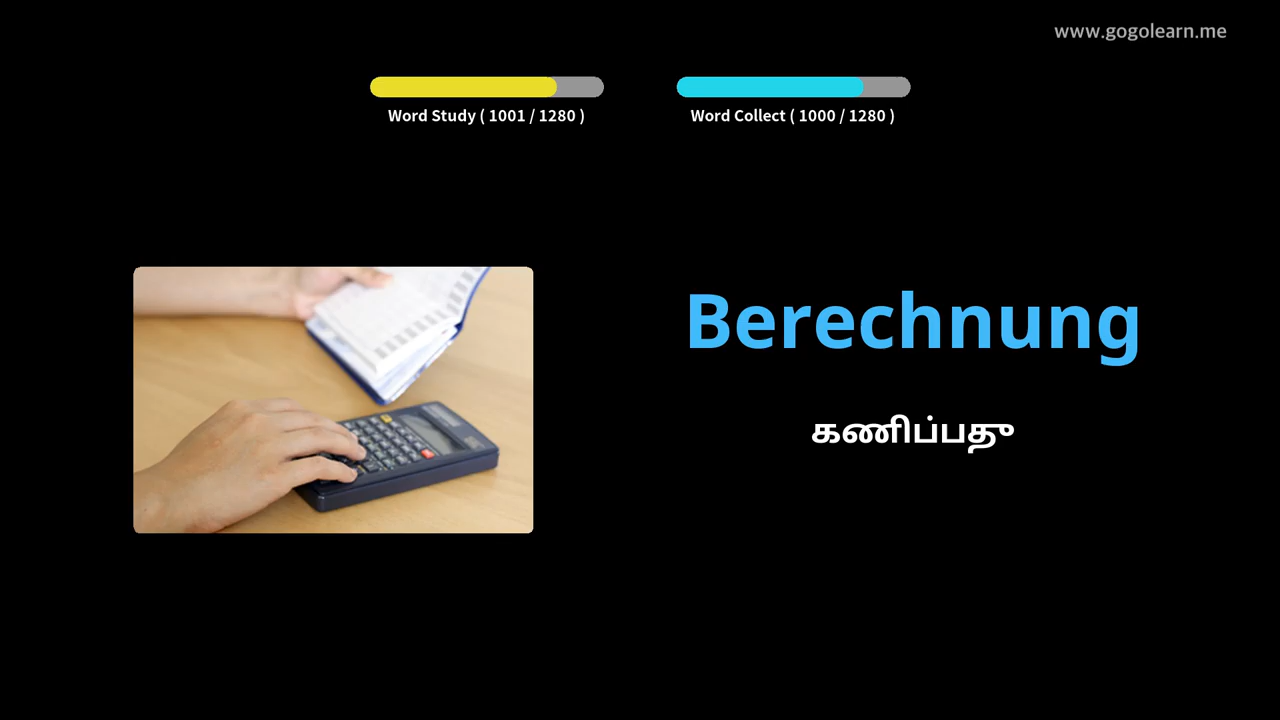 www.gogolearn.me
Word Study ( 1001 / 1280 )
Word Collect ( 1000 / 1280 )
Berechnung
கணிப்பது